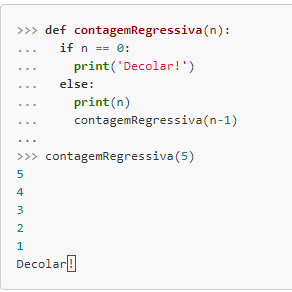 >>> def contagemRegressiva(n):
...   if n == 0:
...     print('Decolar!')
...   else:
...     print(n)
...     contagemRegressiva(n-1)
...
>>> contagemRegressiva(5)
5
4
3
2
1
Decolar!